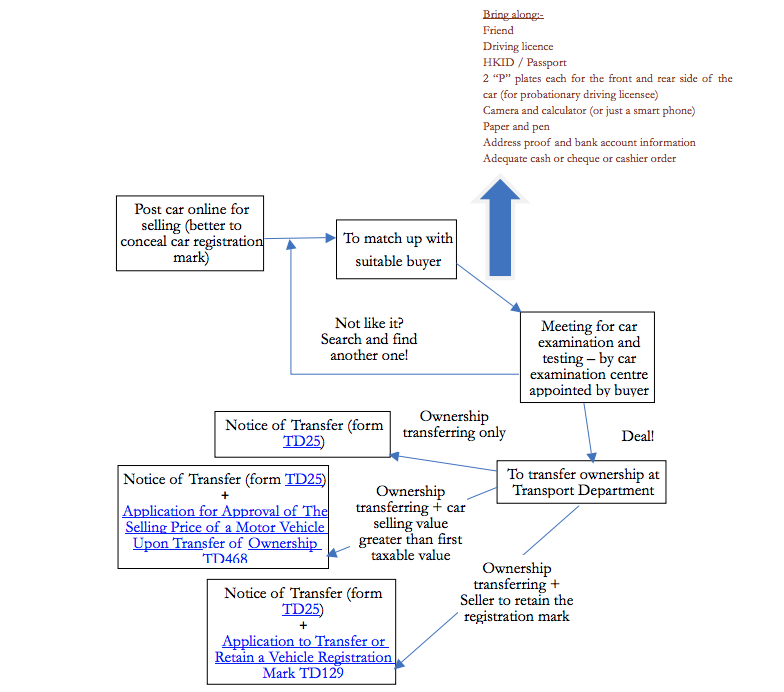 Bring along:-
Friend
Driving licence
HKID / Passport
2 “P” plates each for the front and rear side of the
car (for probationary driving licensee)
Camera and calculator (or just a smart phone)
Paper and pen
Address proof and bank account information
Adequate cash or cheque or cashier order
Post car online for
selling (better to
conceal car registration
mark)
To match up with
suitable buyer
Not like it?
Search and find
another one!
Meeting for car
examination and
testing – by car
examination centre
appointed by buyer
Deal!
To transfer ownership at
Transport Department
Ownership
transferring only
Notice of Transfer (form
TD25)
Ownership
transferring + car
selling value
greater than first
taxable value
Notice of Transfer (form TD25)
+
Application for Approval of The
Selling Price of a Motor Vehicle
Upon Transfer of Ownership
TD468
Ownership
transferring +
Seller to retain the
registration mark
Notice of Transfer (form
TD25)
+
Application to Transfer or
Retain a Vehicle Registration
Mark TD129